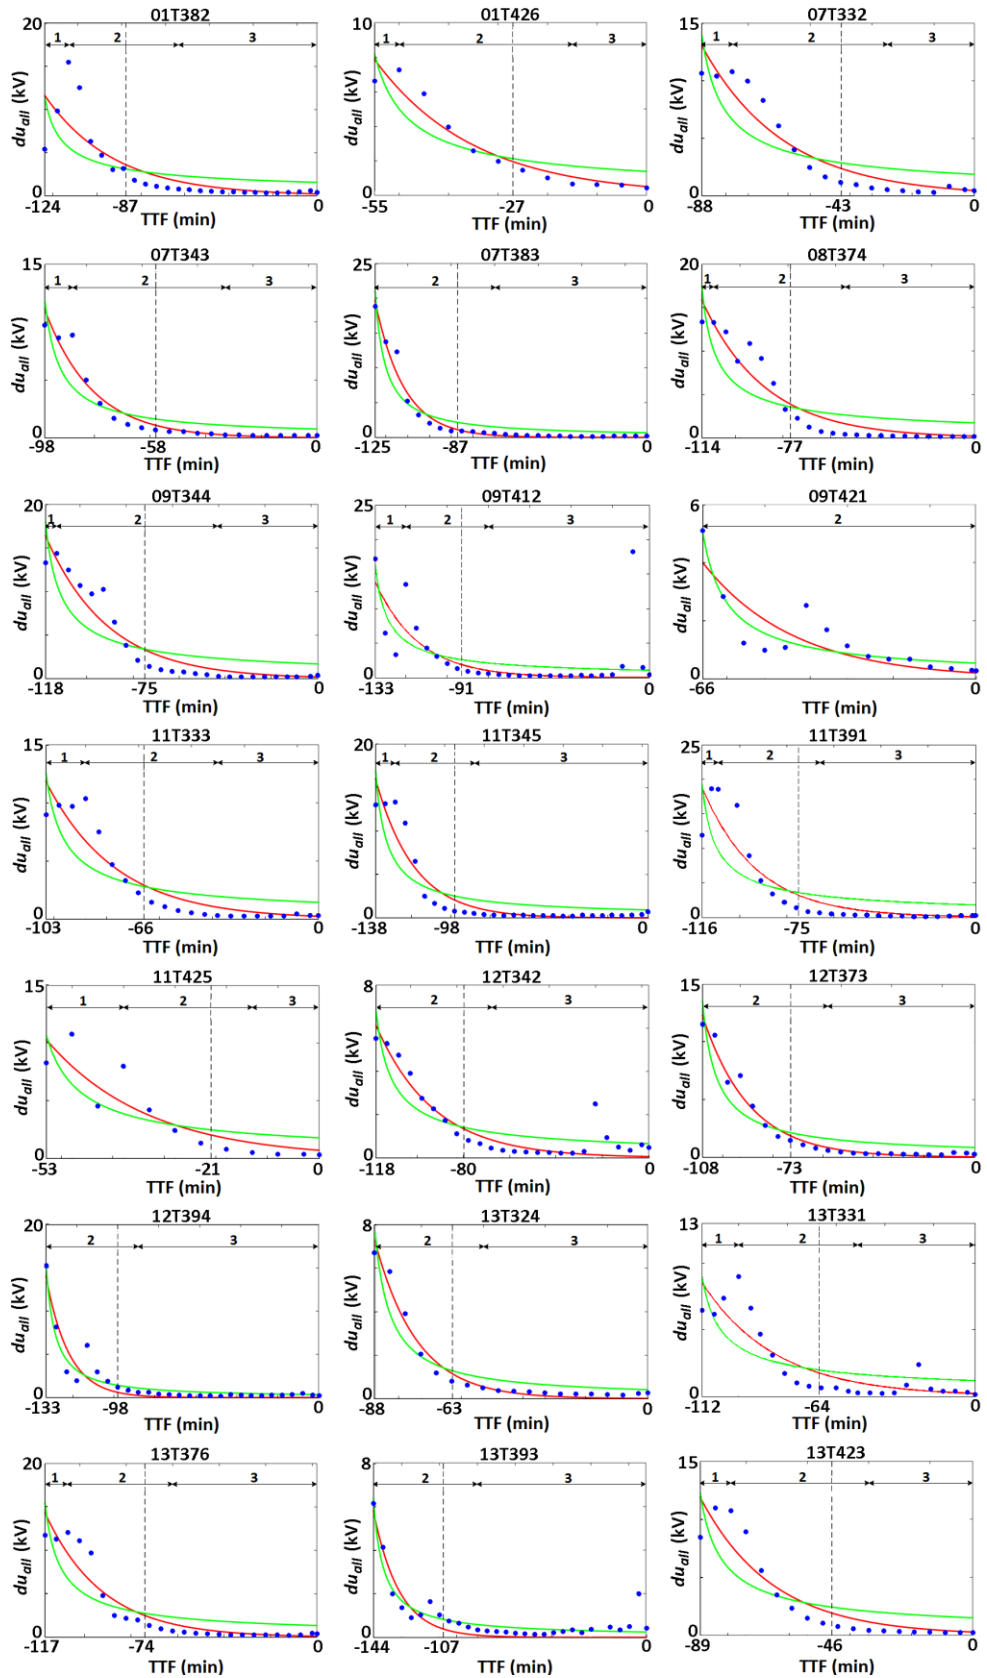 01T382
20
1 2 3
du_all (kV)
0
-124 -87 0
TTF (min)
01T426
10
1 2 3
du_all (kV)
0
-55 -27 0
TTF (min)
07T332
15
1 2 3
du_all (kV)
0
-88 -43 0
TTF (min)
07T343
15
1 2 3
du_all (kV)
0
-98 -58 0
TTF (min)
07T383
25
2 3
du_all (kV)
0
-125 -87 0
TTF (min)
08T374
20
1 2 3
du_all (kV)
0
-114 -77 0
TTF (min)
09T344
20
1 2 3
du_all (kV)
0
-118 -75 0
TTF (min)
09T412
25
1 2 3
du_all (kV)
0
-133 -91 0
TTF (min)
09T421
6
2
du_all (kV)
0
-66 0
TTF (min)
11T333
15
1 2 3
du_all (kV)
0
-103 -66 0
TTF (min)
11T345
20
1 2 3
du_all (kV)
0
-138 -98 0
TTF (min)
11T391
25
1 2 3
du_all (kV)
0
-116 -75 0
TTF (min)
11T425
15
1 2 3
du_all (kV)
0
-53 -21 0
TTF (min)
12T342
8
2 3
du_all (kV)
0
-118 -80 0
TTF (min)
12T373
15
2 3
du_all (kV)
0
-108 -73 0
TTF (min)
12T394
20
2 3
du_all (kV)
0
-133 -98 0
TTF (min)
13T324
8
2 3
du_all (kV)
0
-88 -63 0
TTF (min)
13T331
13
1 2 3
du_all (kV)
0
-112 -64 0
TTF (min)
13T376
20
1 2 3
du_all (kV)
0
-117 -74 0
TTF (min)
13T393
8
2 3
du_all (kV)
0
-144 -107 0
TTF (min)
13T423
15
1 2 3
du_all (kV)
0
-89 -46 0
TTF (min)